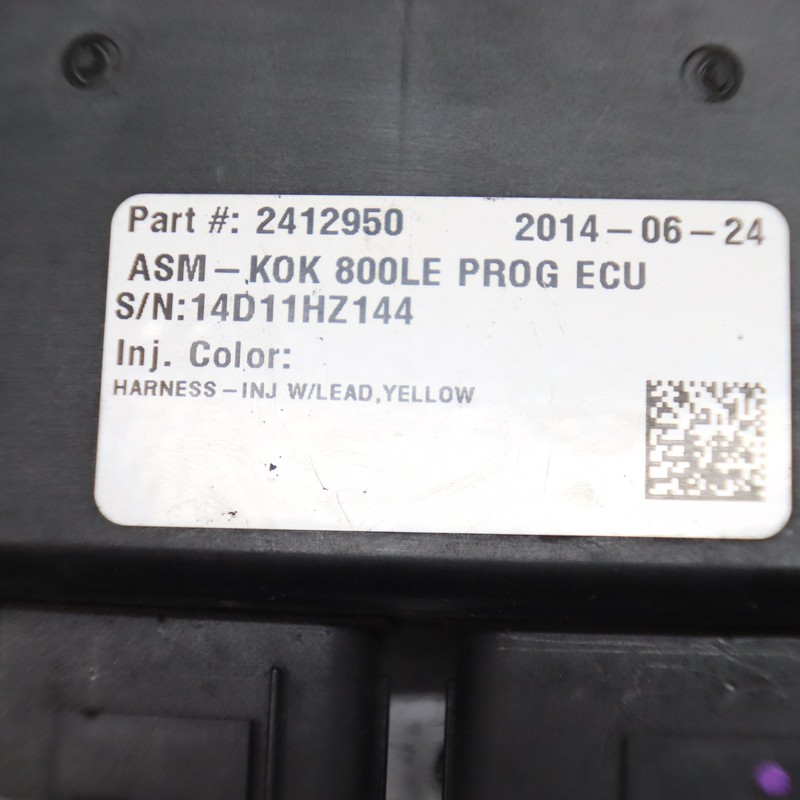 Part #: 2412950 2014-06-24
ASM-KOK 800LE PROG ECU
S/N:14D11HZ144
Inj. Color:
HARNESS-INJ W/LEAD,YELLOW